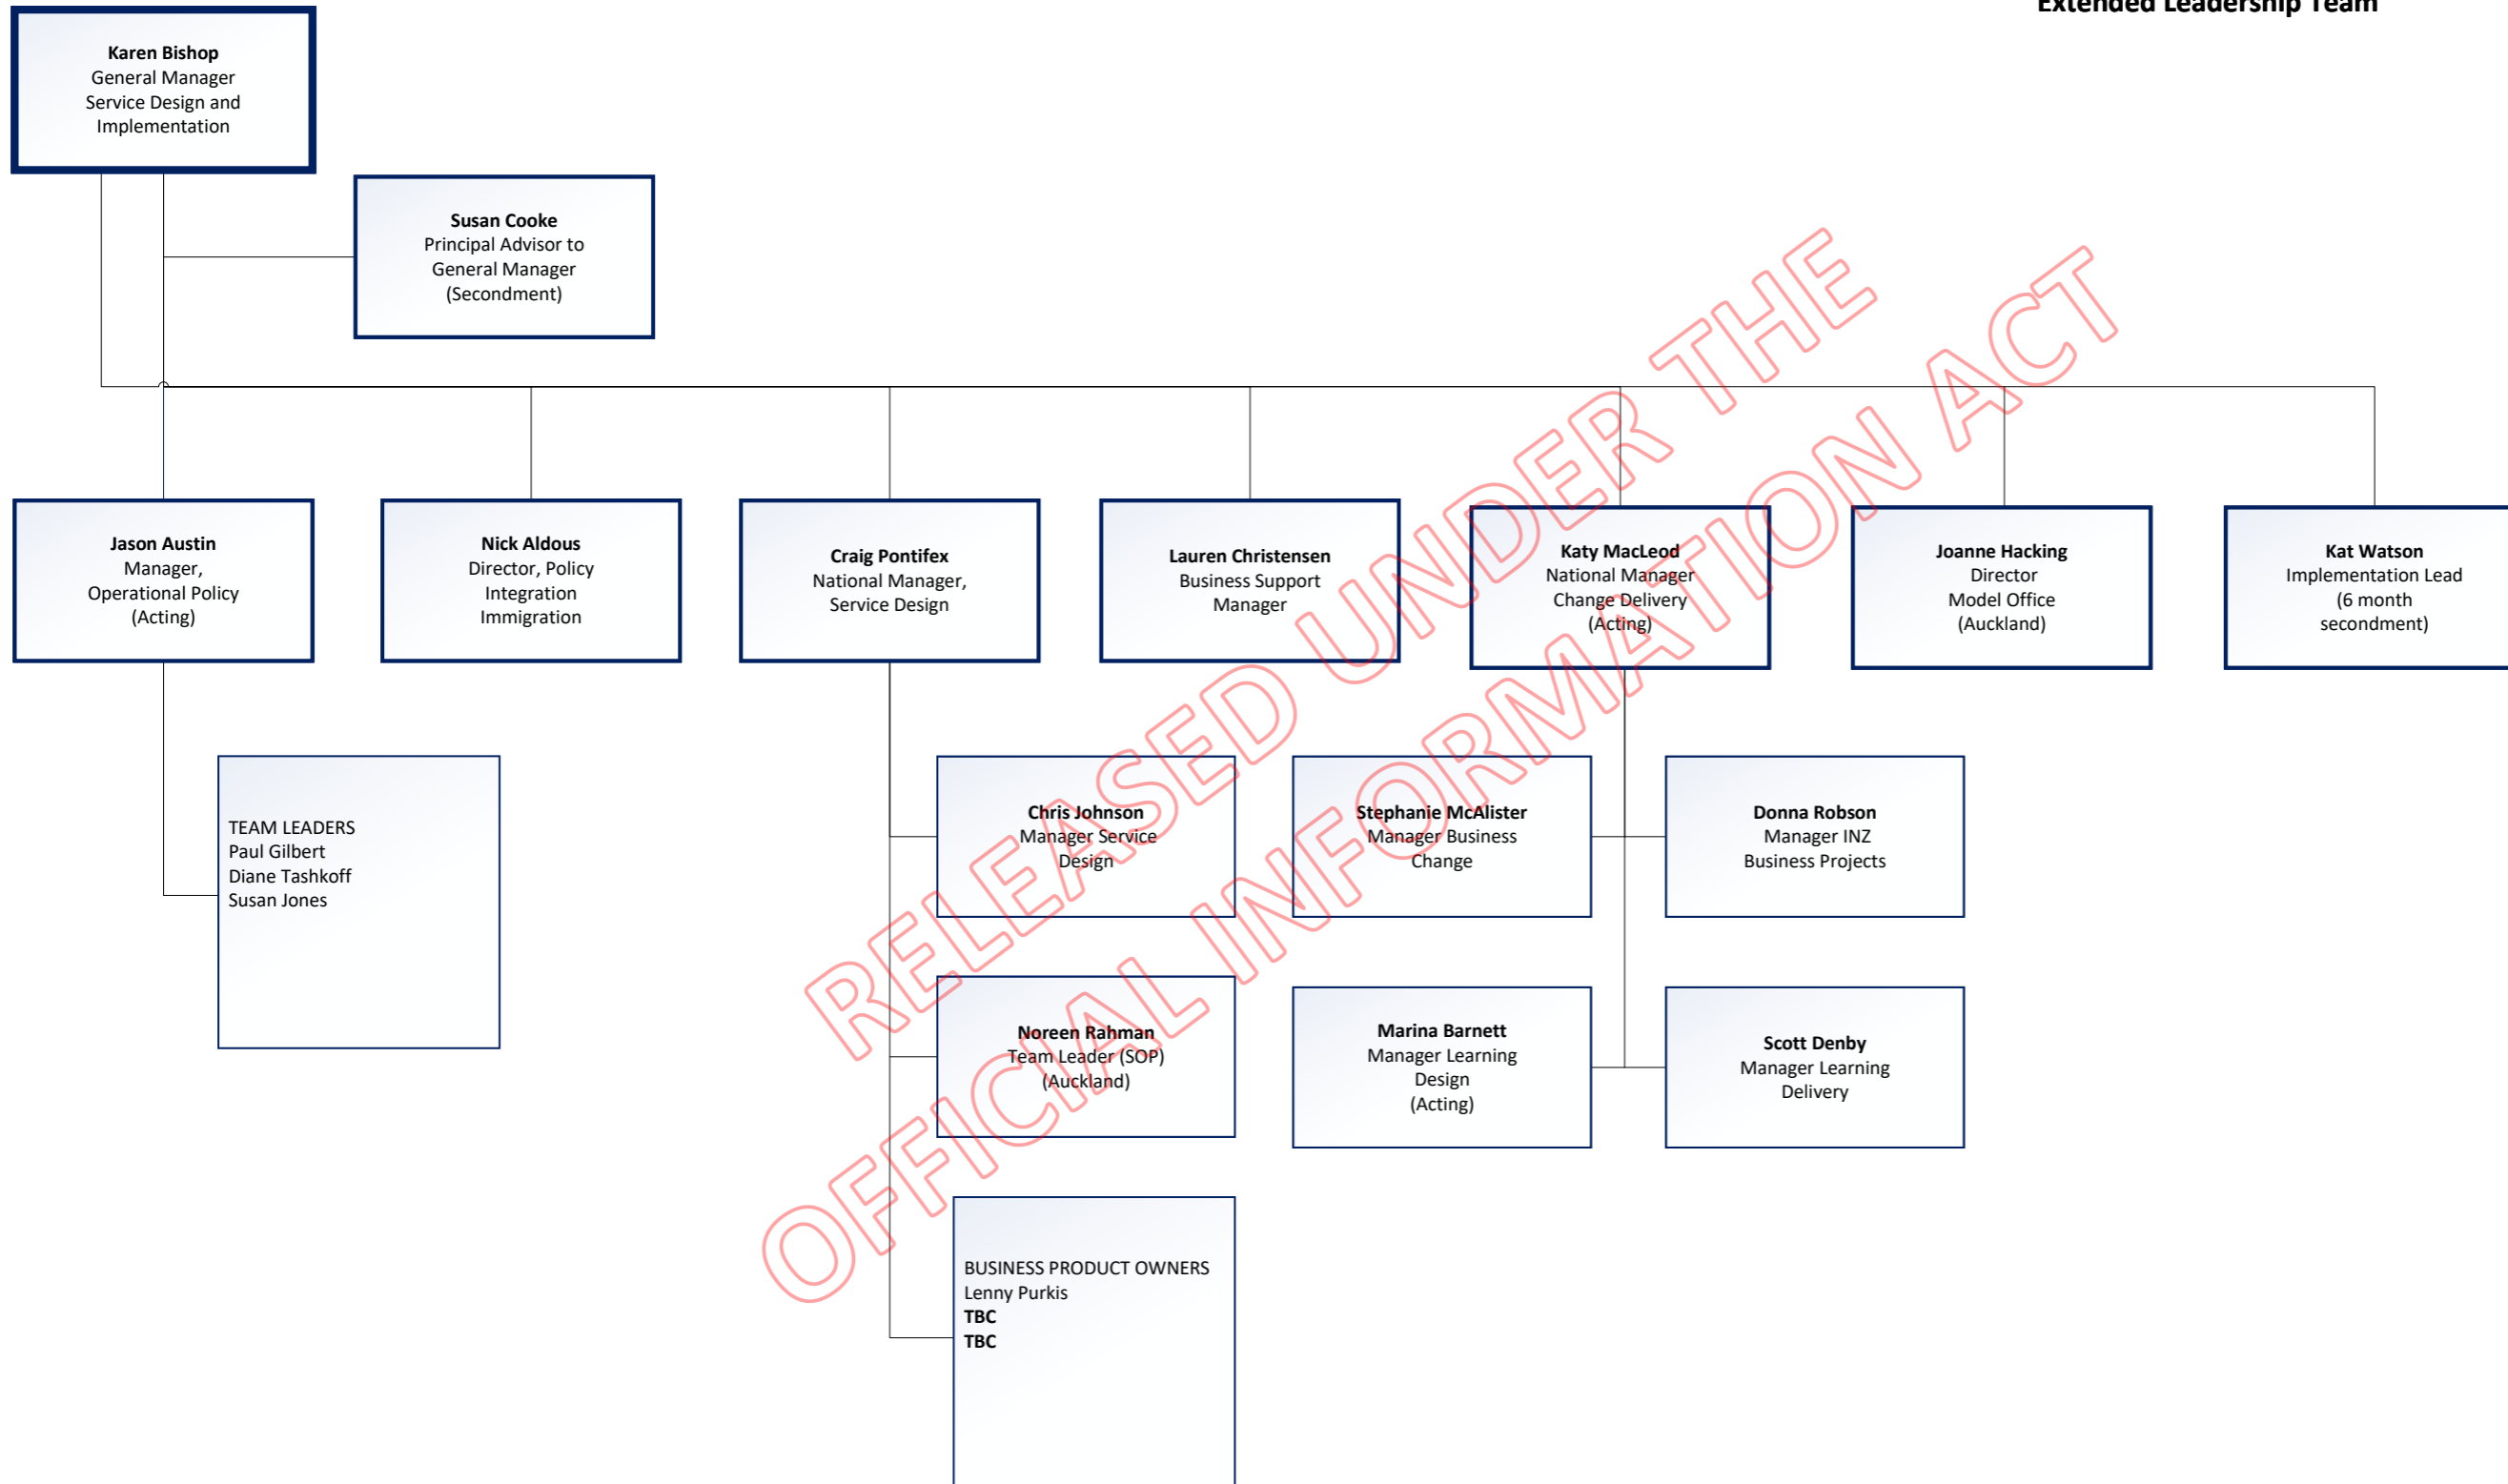 Extended Leadership Team
Karen Bishop
General Manager
Service Design and
Implementation
Susan Cooke
Principal Advisor to
General Manager
(Secondment)
Jason Austin
Manager,
Operational Policy
(Acting)
Nick Aldous
Director, Policy
Integration
Immigration
Craig Pontifex
National Manager,
Service Design
Lauren Christensen
Business Support
Manager
Katy MacLeod
National Manager
Change Delivery
(Acting)
Joanne Hacking
Director
Model Office
(Auckland)
Kat Watson
Implementation Lead
(6 month
secondment)
TEAM LEADERS
Paul Gilbert
Diane Tashkoff
Susan Jones
Chris Johnson
Manager Service
Design
Stephanie McAlister
Manager Business
Change
Donna Robson
Manager INZ
Business Projects
Noreen Rahman
Team Leader (SOP)
(Auckland)
Marina Barnett
Manager Learning
Design
(Acting)
Scott Denby
Manager Learning
Delivery
BUSINESS PRODUCT OWNERS
Lenny Purkis
TBC
TBC
RELEASED UNDER THE
OFFICIAL INFORMATION ACT